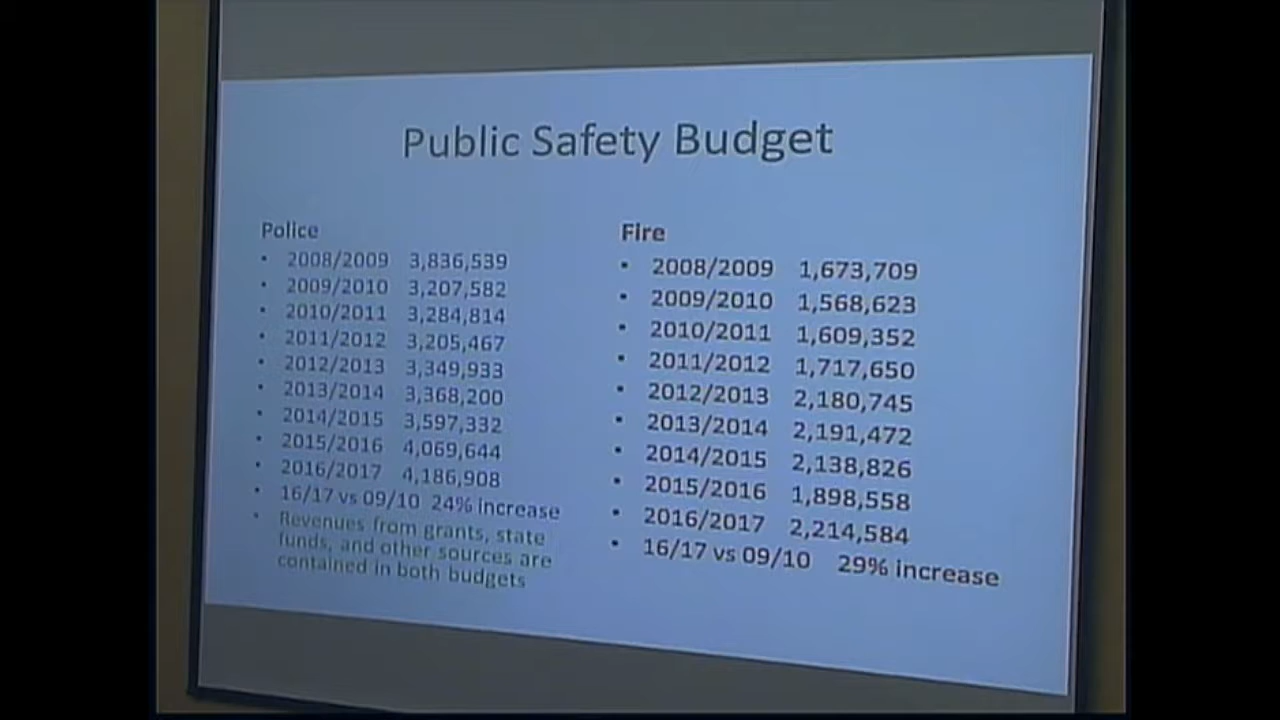 Public Safety Budget
Police
• 2008/2009 3,836,539
• 2009/2010 3,207,582
• 2010/2011 3,284,814
• 2011/2012 3,205,467
• 2012/2013 3,349,933
• 2013/2014 3,368,200
• 2014/2015 3,597,332
• 2015/2016 4,069,644
• 2016/2017 4,186,908
• 16/17 vs 09/10 24% increase
• Revenues from grants, state
funds, and other sources are
contained in both budgets
Fire
• 2008/2009 1,673,709
• 2009/2010 1,568,623
• 2010/2011 1,609,352
• 2011/2012 1,717,650
• 2012/2013 2,180,745
• 2013/2014 2,191,472
• 2014/2015 2,138,826
• 2015/2016 1,898,558
• 2016/2017 2,214,584
• 16/17 vs 09/10 29% increase